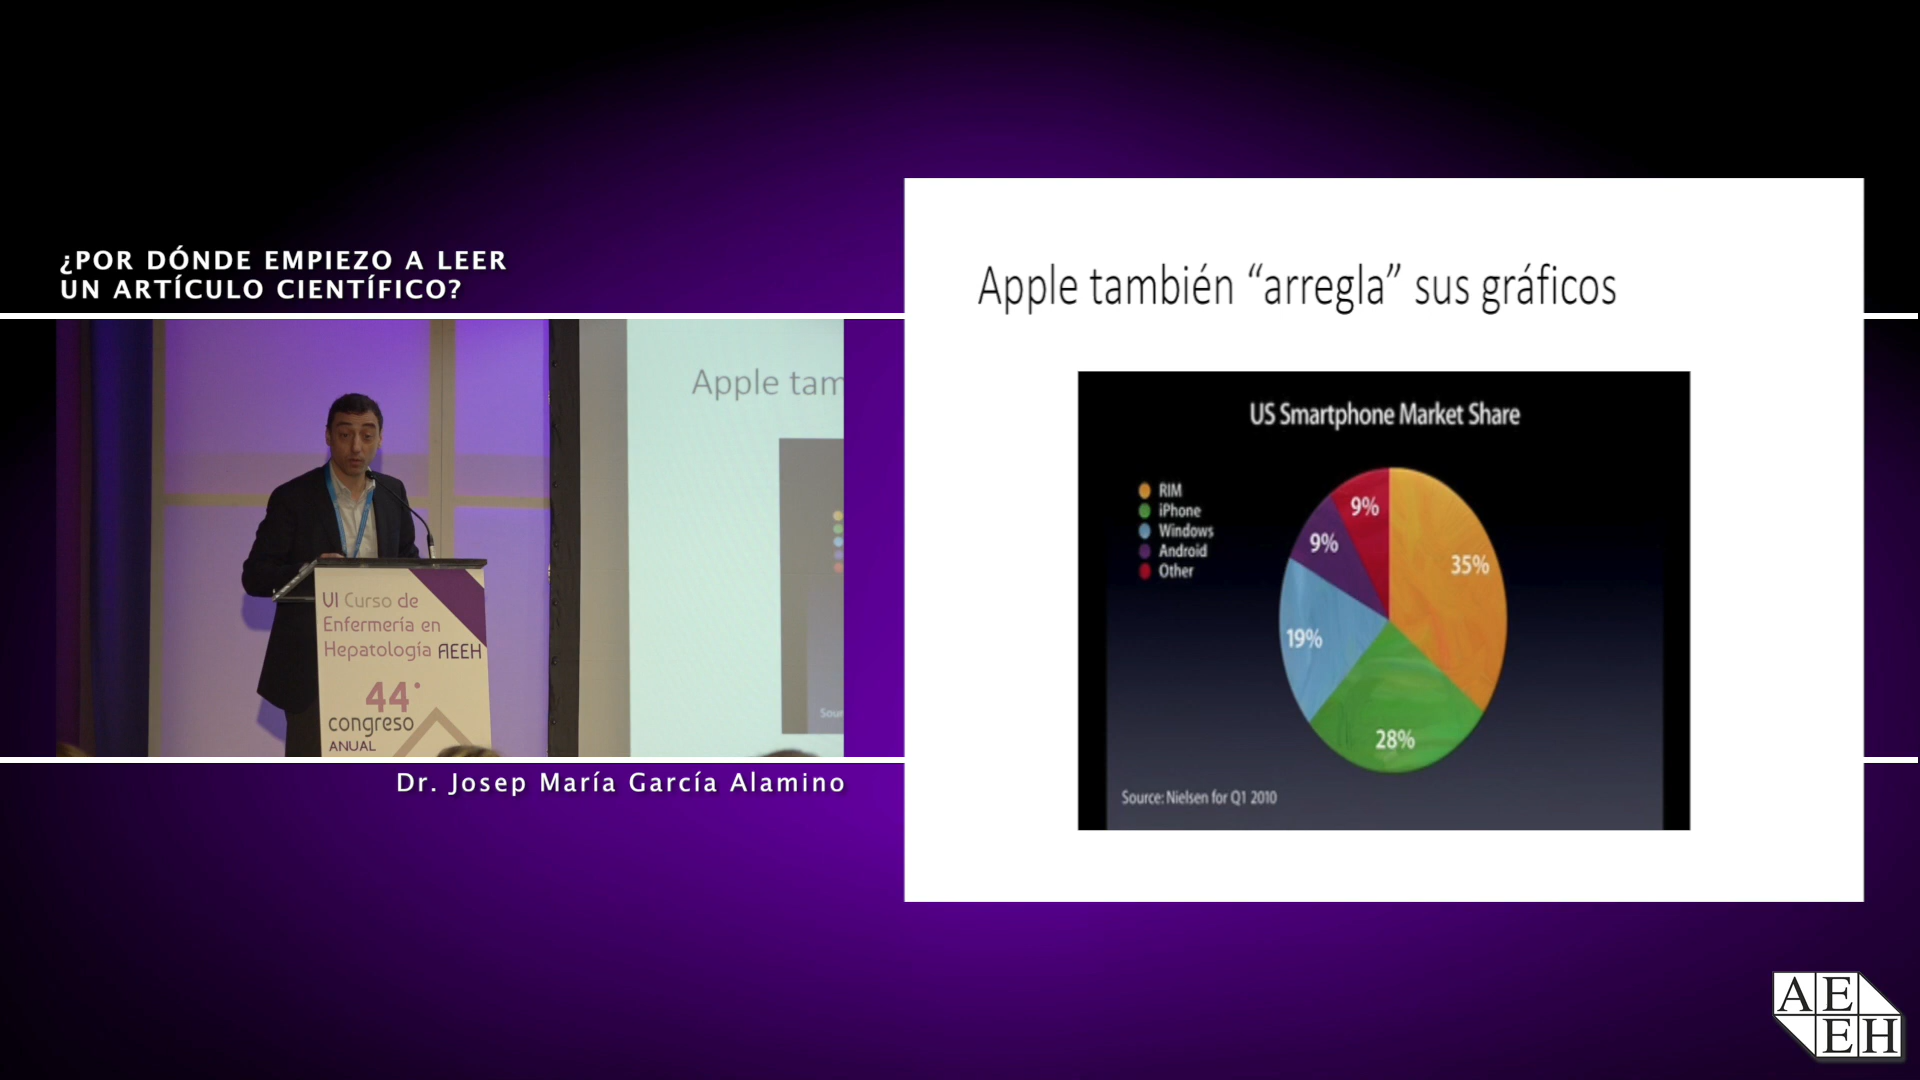 ¿POR DÓNDE EMPIEZO A LEER
UN ARTÍCULO CIENTÍFICO?
Apple tam
Sour
VI Curso de
Enfermería en
Hepatología AEEH
44º
congreso
ANUAL
Dr. Josep María García Alamino
Apple también “arregla” sus gráficos
US Smartphone Market Share
RIM
iPhone
Windows
Android
Other
9%
35%
9%
19%
28%
Source: Nielsen for Q1 2010
AE
EH